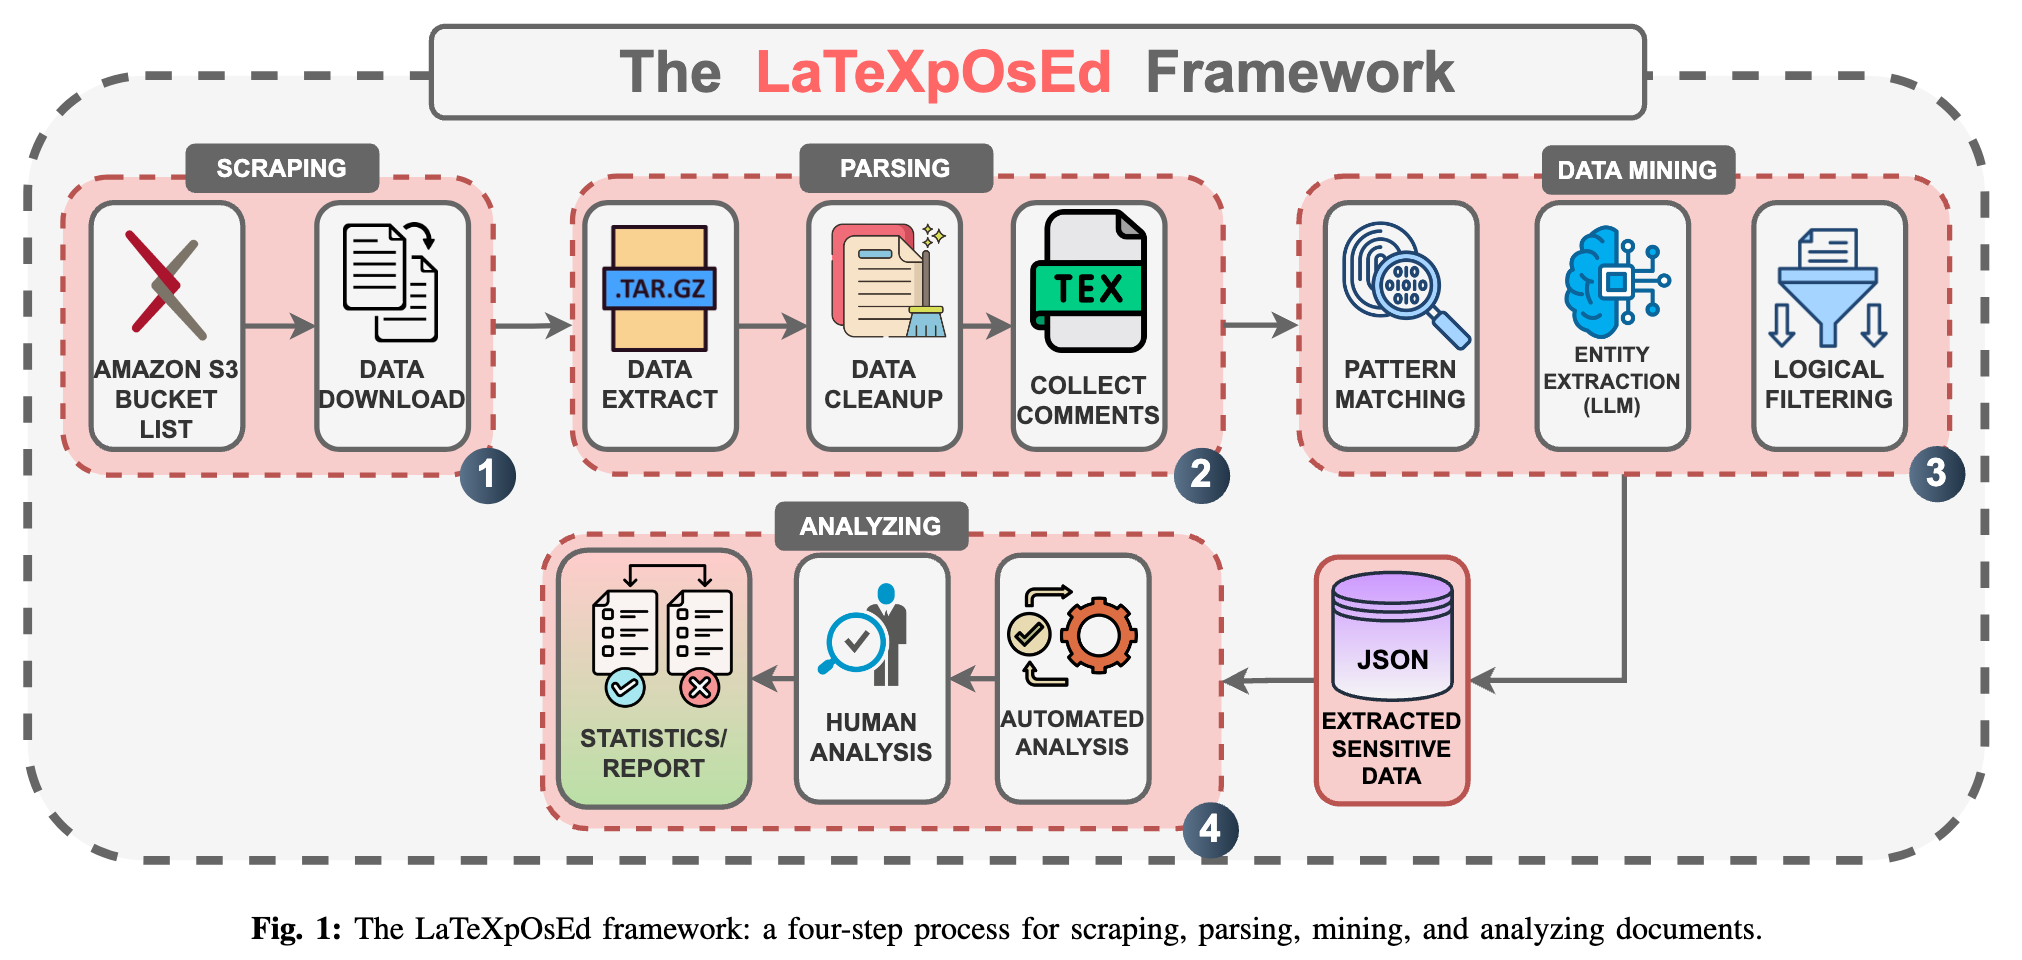 The LaTeXpOsEd Framework
SCRAPING
AMAZON S3
BUCKET
LIST
DATA
DOWNLOAD
1
PARSING
.TAR.GZ
DATA
EXTRACT
DATA
CLEANUP
TEX
COLLECT
COMMENTS
2
DATA MINING
010
01010
010
PATTERN
MATCHING
ENTITY
EXTRACTION
(LLM)
LOGICAL
FILTERING
3
JSON
EXTRACTED
SENSITIVE
DATA
ANALYZING
AUTOMATED
ANALYSIS
HUMAN
ANALYSIS
STATISTICS/
REPORT
4
Fig. 1: The LaTeXpOsEd framework: a four-step process for scraping, parsing, mining, and analyzing documents.